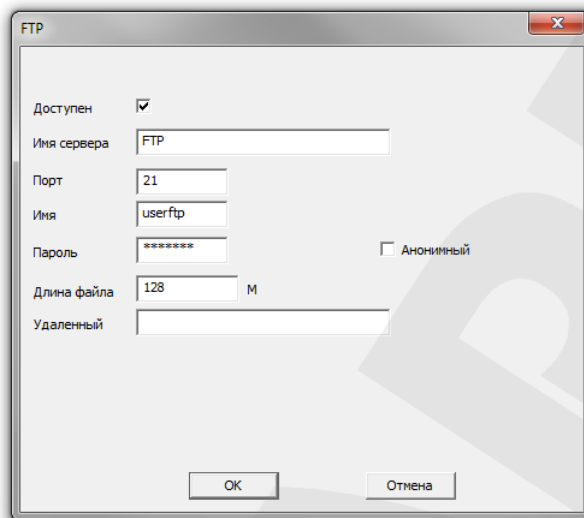 FTP
Доступен
Имя сервера FTP
Порт 21
Имя userftp
Пароль ******* Анонимный
Длина файла 128 M
Удаленный
OK Отмена